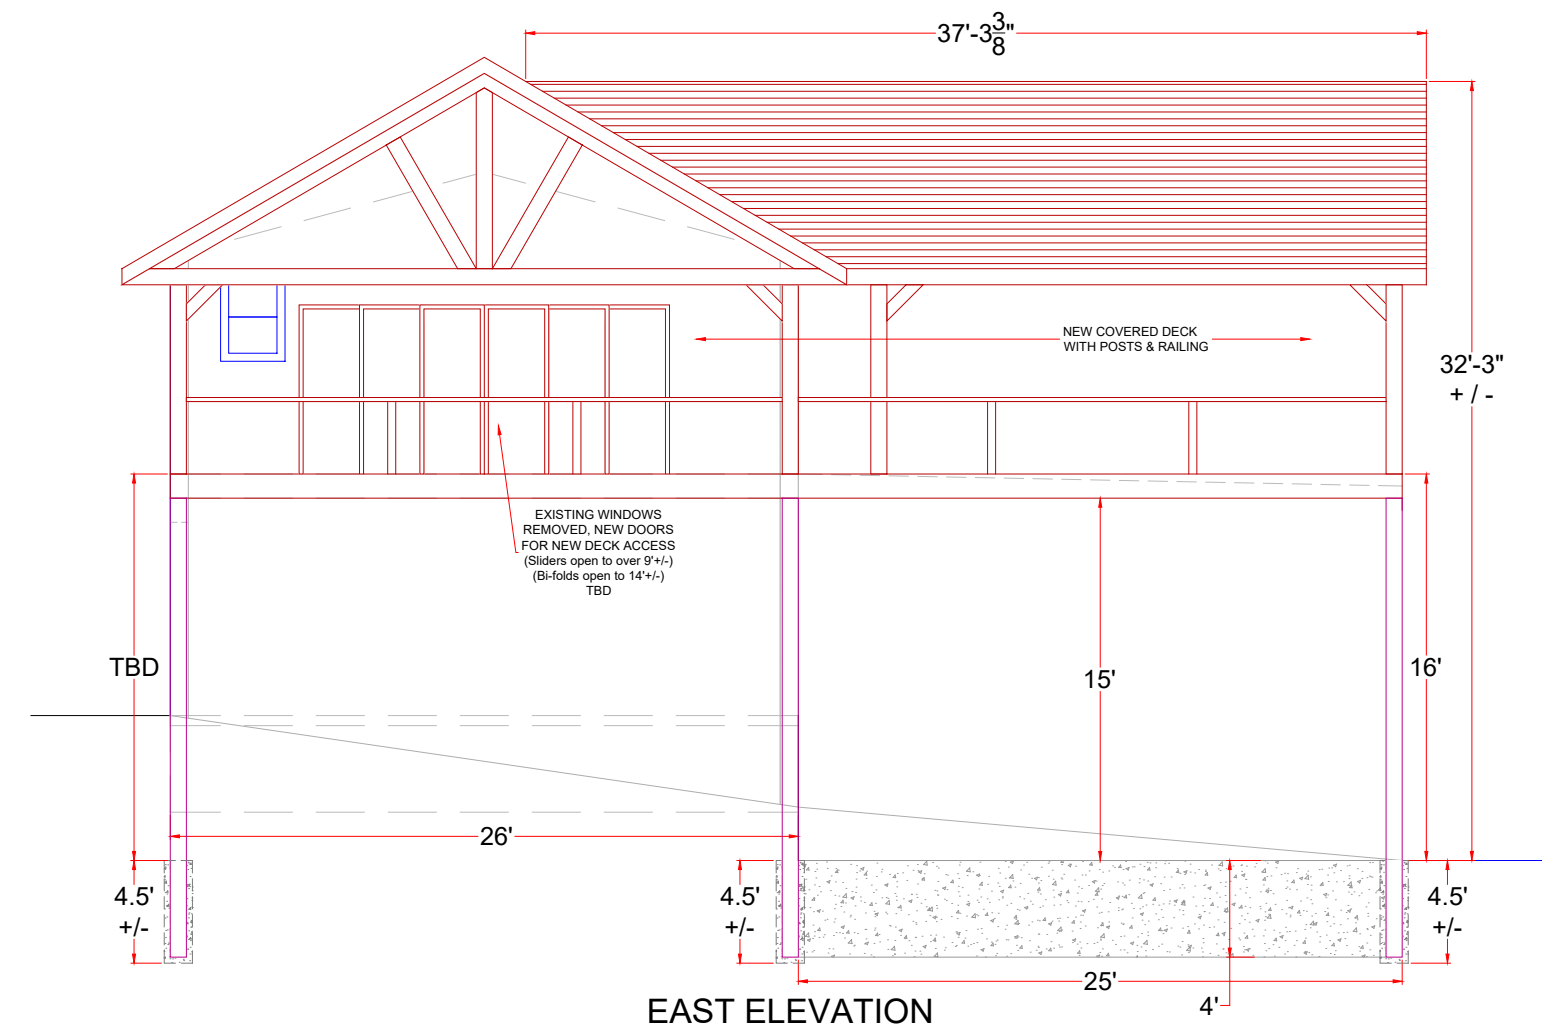 37'-3 3/8"
NEW COVERED DECK
WITH POSTS & RAILING
32'-3"
+ / -
EXISTING WINDOWS
REMOVED, NEW DOORS
FOR NEW DECK ACCESS
(Sliders open to over 9'+/-)
(Bi-folds open to 14'+/-)
TBD
TBD
15'
16'
26'
4.5'
+/-
4.5'
+/-
4.5'
+/-
25'
4'
EAST ELEVATION